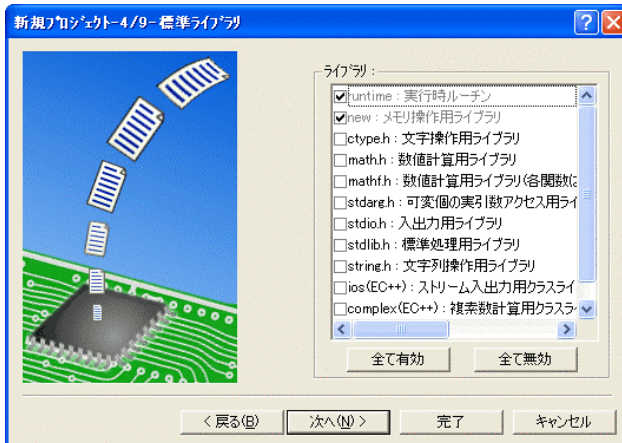 新規ﾌﾟﾛｼﾞｪｸﾄ-4/9-標準ﾗｲﾌﾞﾗﾘ
ﾗｲﾌﾞﾗﾘ :
runtime : 実行時ルーチン
new : メモリ操作用ライブラリ
ctype.h : 文字操作用ライブラリ
math.h : 数値計算用ライブラリ
mathf.h : 数値計算用ライブラリ(各関数は
stdarg.h : 可変個の実引数アクセス用ライ
stdio.h : 入出力用ライブラリ
stdlib.h : 標準処理用ライブラリ
string.h : 文字列操作用ライブラリ
ios(EC++) : ストリーム入出力用クラスライ
complex(EC++) : 複素数計算用クラスラ
全て有効 全て無効
< 戻る(B) 次へ(N) > 完了 キャンセル